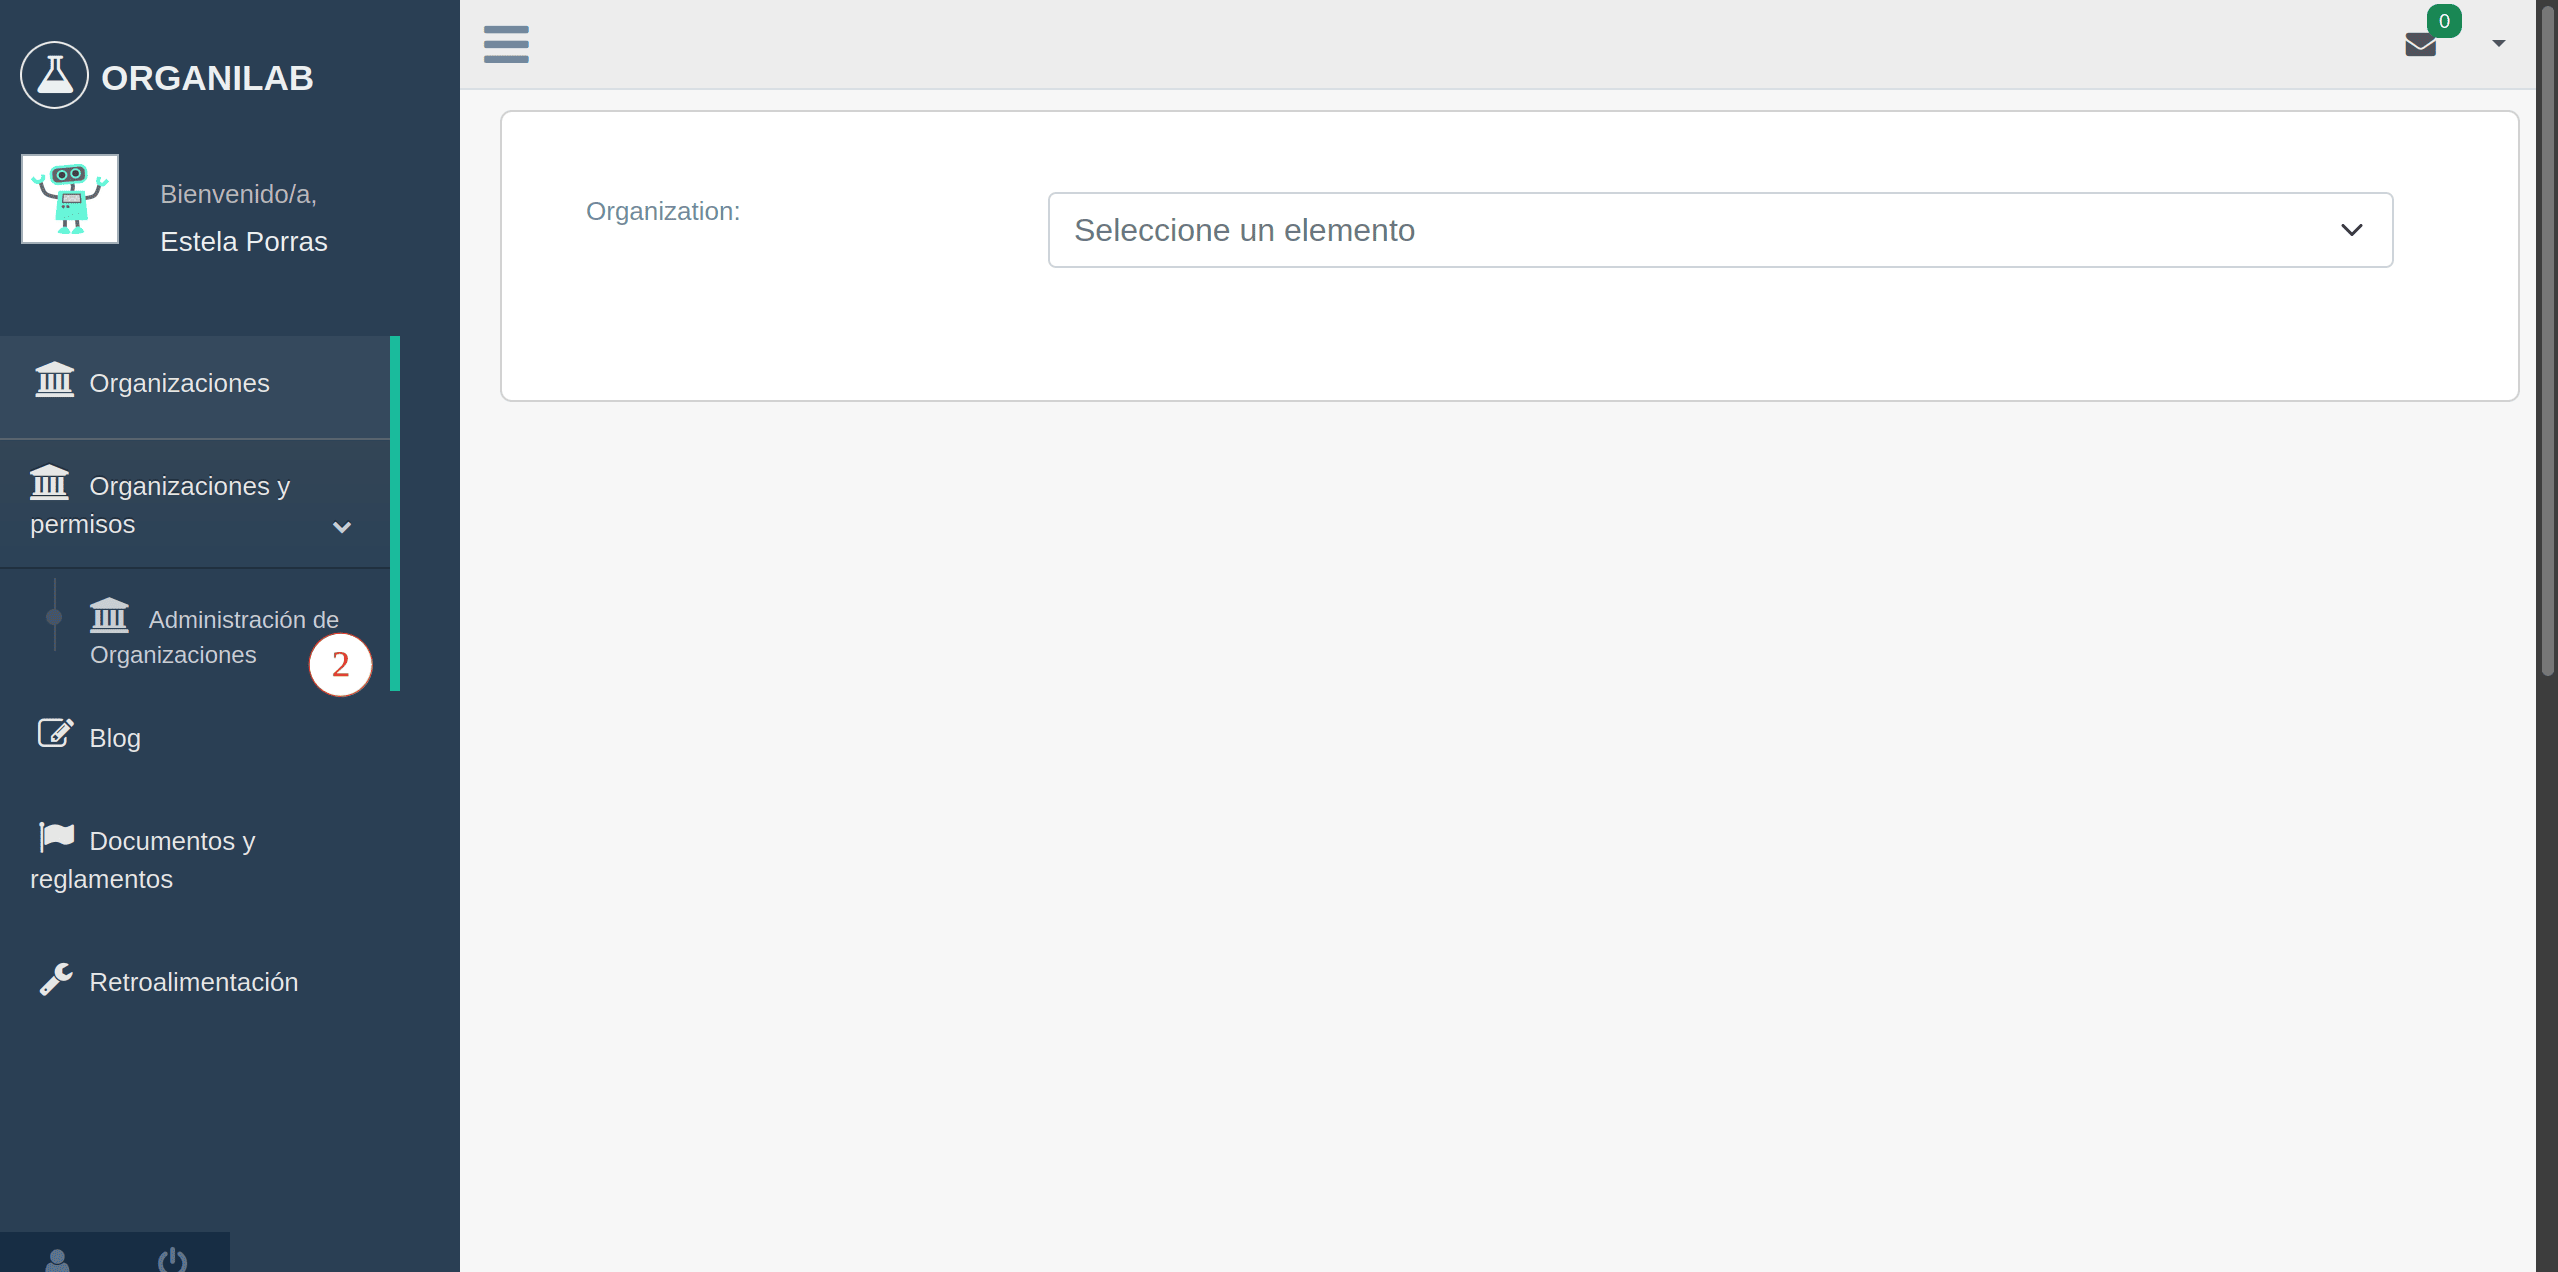 ORGANILAB
Bienvenido/a,
Estela Porras
Organizaciones
Organizaciones y
permisos
Administración de
Organizaciones
2
Blog
Documentos y
reglamentos
Retroalimentación
0
Organization:
Seleccione un elemento